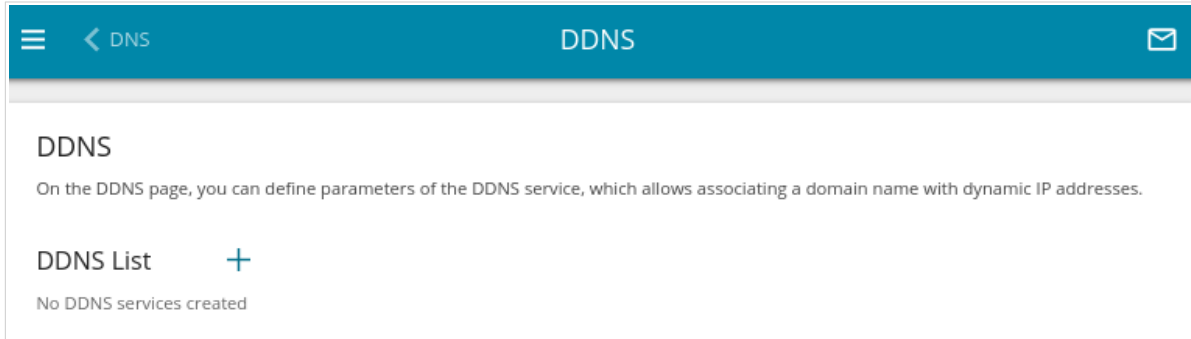 DNS
DDNS
DDNS
On the DDNS page, you can define parameters of the DDNS service, which allows associating a domain name with dynamic IP addresses.
DDNS List
No DDNS services created